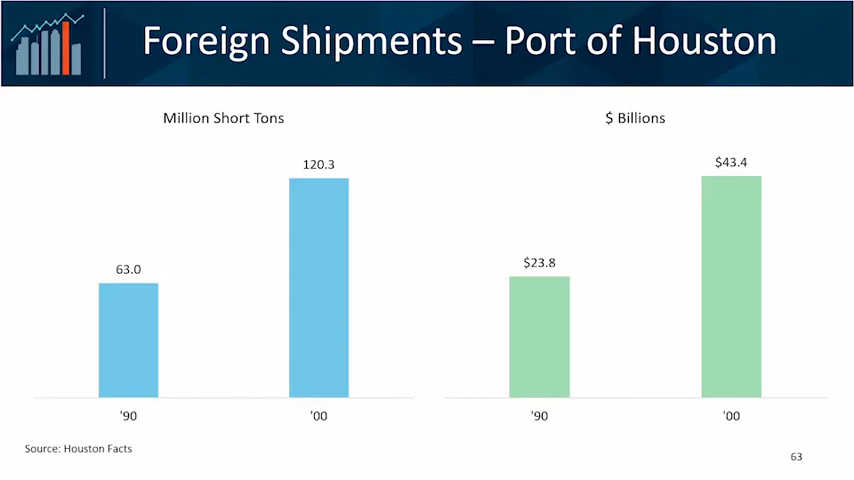 Foreign Shipments – Port of Houston
Million Short Tons
120.3
63.0
'90
'00
$ Billions
$43.4
$23.8
'90
'00
Source: Houston Facts
63